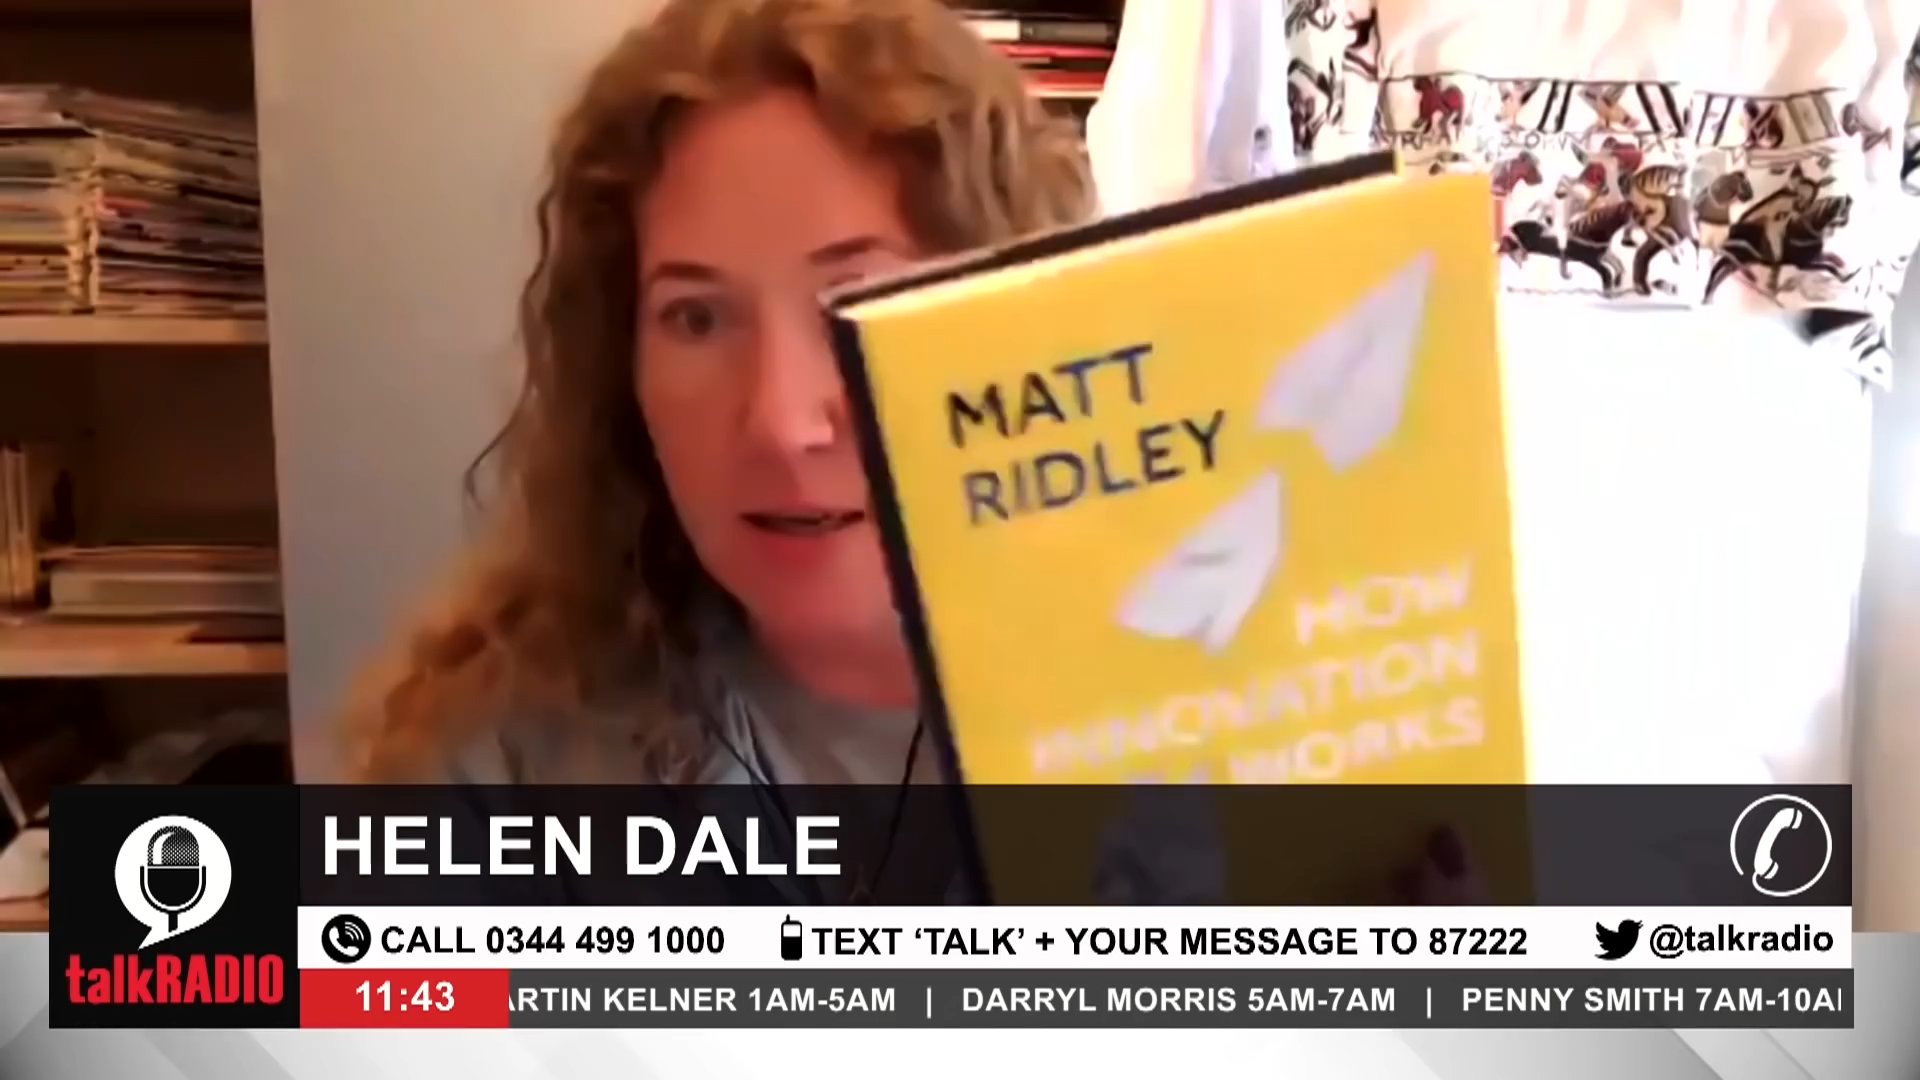 MATT
RIDLEY
HOW
INNOVATION
WORKS
HELEN DALE
CALL 0344 499 1000
TEXT ‘TALK’ + YOUR MESSAGE TO 87222
@talkradio
talkRADIO
11:43
ARTIN KELNER 1AM-5AM | DARRYL MORRIS 5AM-7AM | PENNY SMITH 7AM-10A